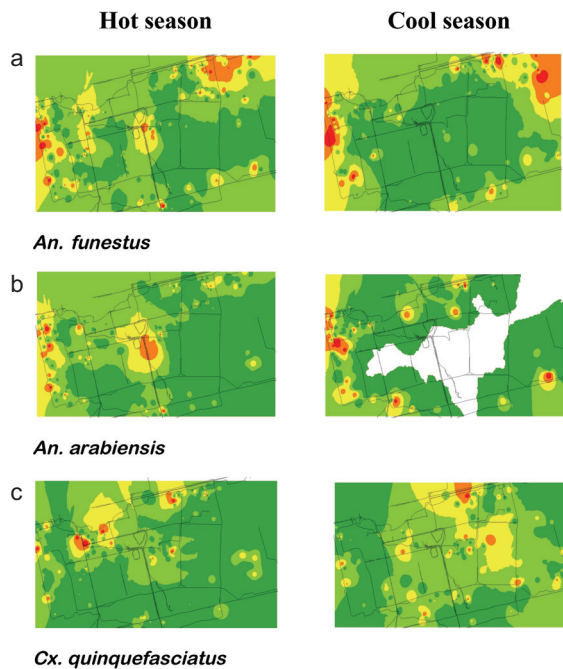 Hot season Cool season
a
An. funestus
b
An. arabiensis
c
Cx. quinquefasciatus